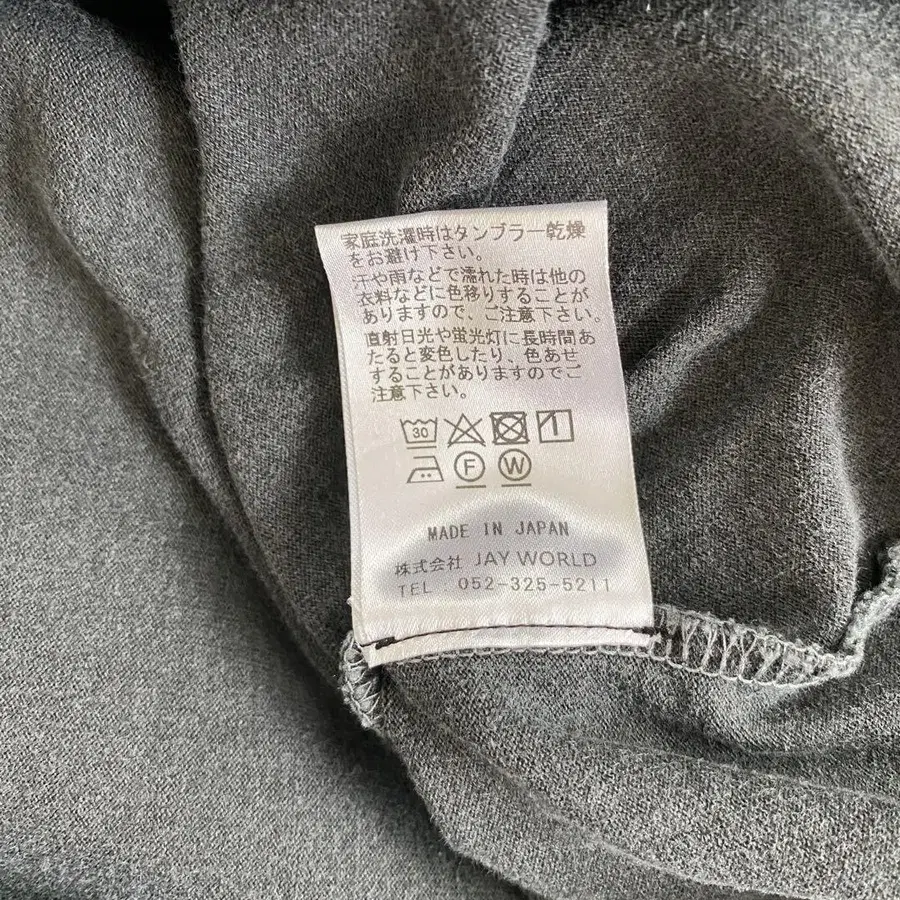 家庭洗濯時はタンブラー乾燥
をお避け下さい。
汗や雨などで濡れた時は他の
衣料などに色移りすることが
ありますので、ご注意下さい。
直射日光や蛍光灯に長時間あ
たると変色したり、色あせ
することがありますのでご
注意下さい。
30
F W
MADE IN JAPAN
株式会社 JAY WORLD
TEL : 052-325-5211